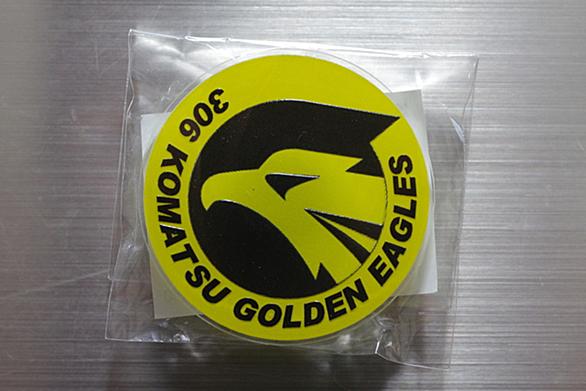 306 KOMATSU GOLDEN EAGLES